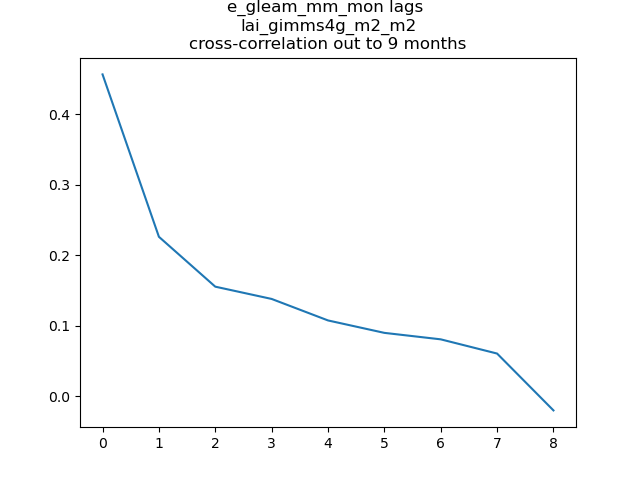 e_gleam_mm_mon lags
lai_gimms4g_m2_m2
cross-correlation out to 9 months
0.4
0.3
0.2
0.1
0.0
0 1 2 3 4 5 6 7 8